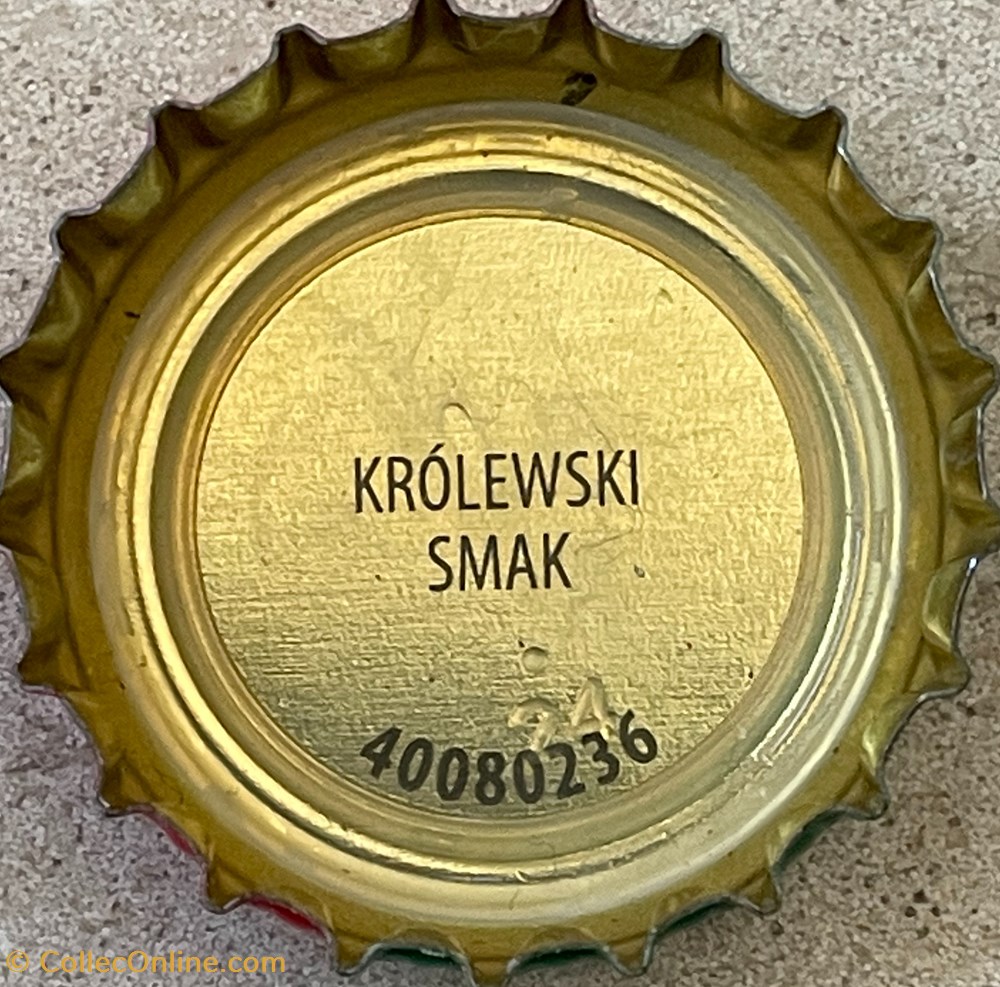 KRÓLEWSKI
SMAK
24
40080236
© CollecOnline.com